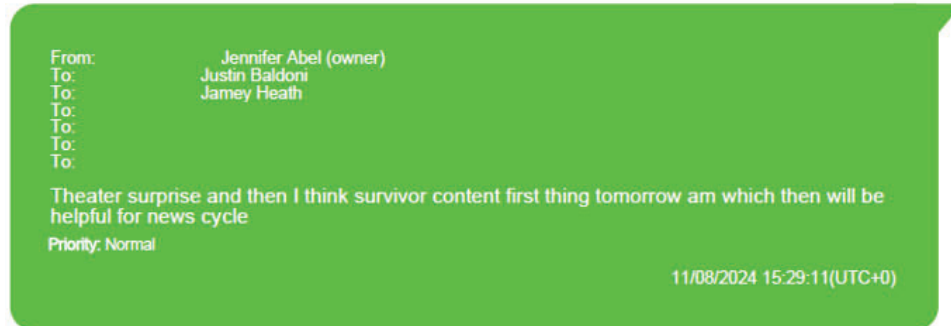 From: Jennifer Abel (owner)
To: Justin Baldoni
To: Jamey Heath
To:
To:
To:
To:
Theater surprise and then I think survivor content first thing tomorrow am which then will be
helpful for news cycle
Priority: Normal
11/08/2024 15:29:11(UTC+0)